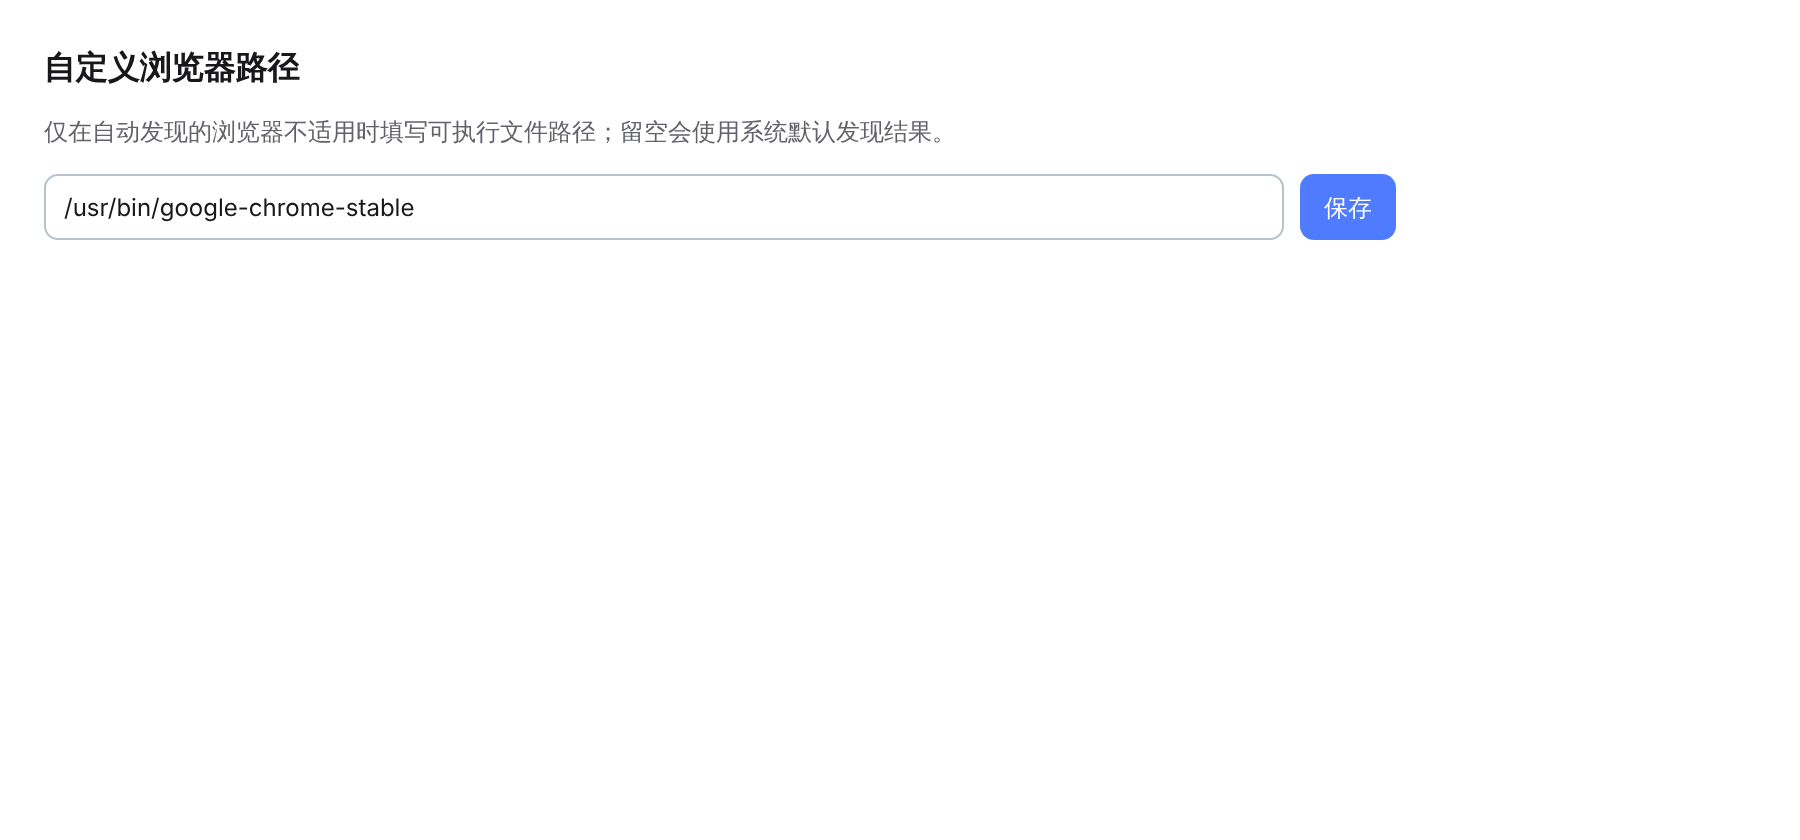 自定义浏览器路径
仅在自动发现的浏览器不适用时填写可执行文件路径；留空会使用系统默认发现结果。
/usr/bin/google-chrome-stable
保存